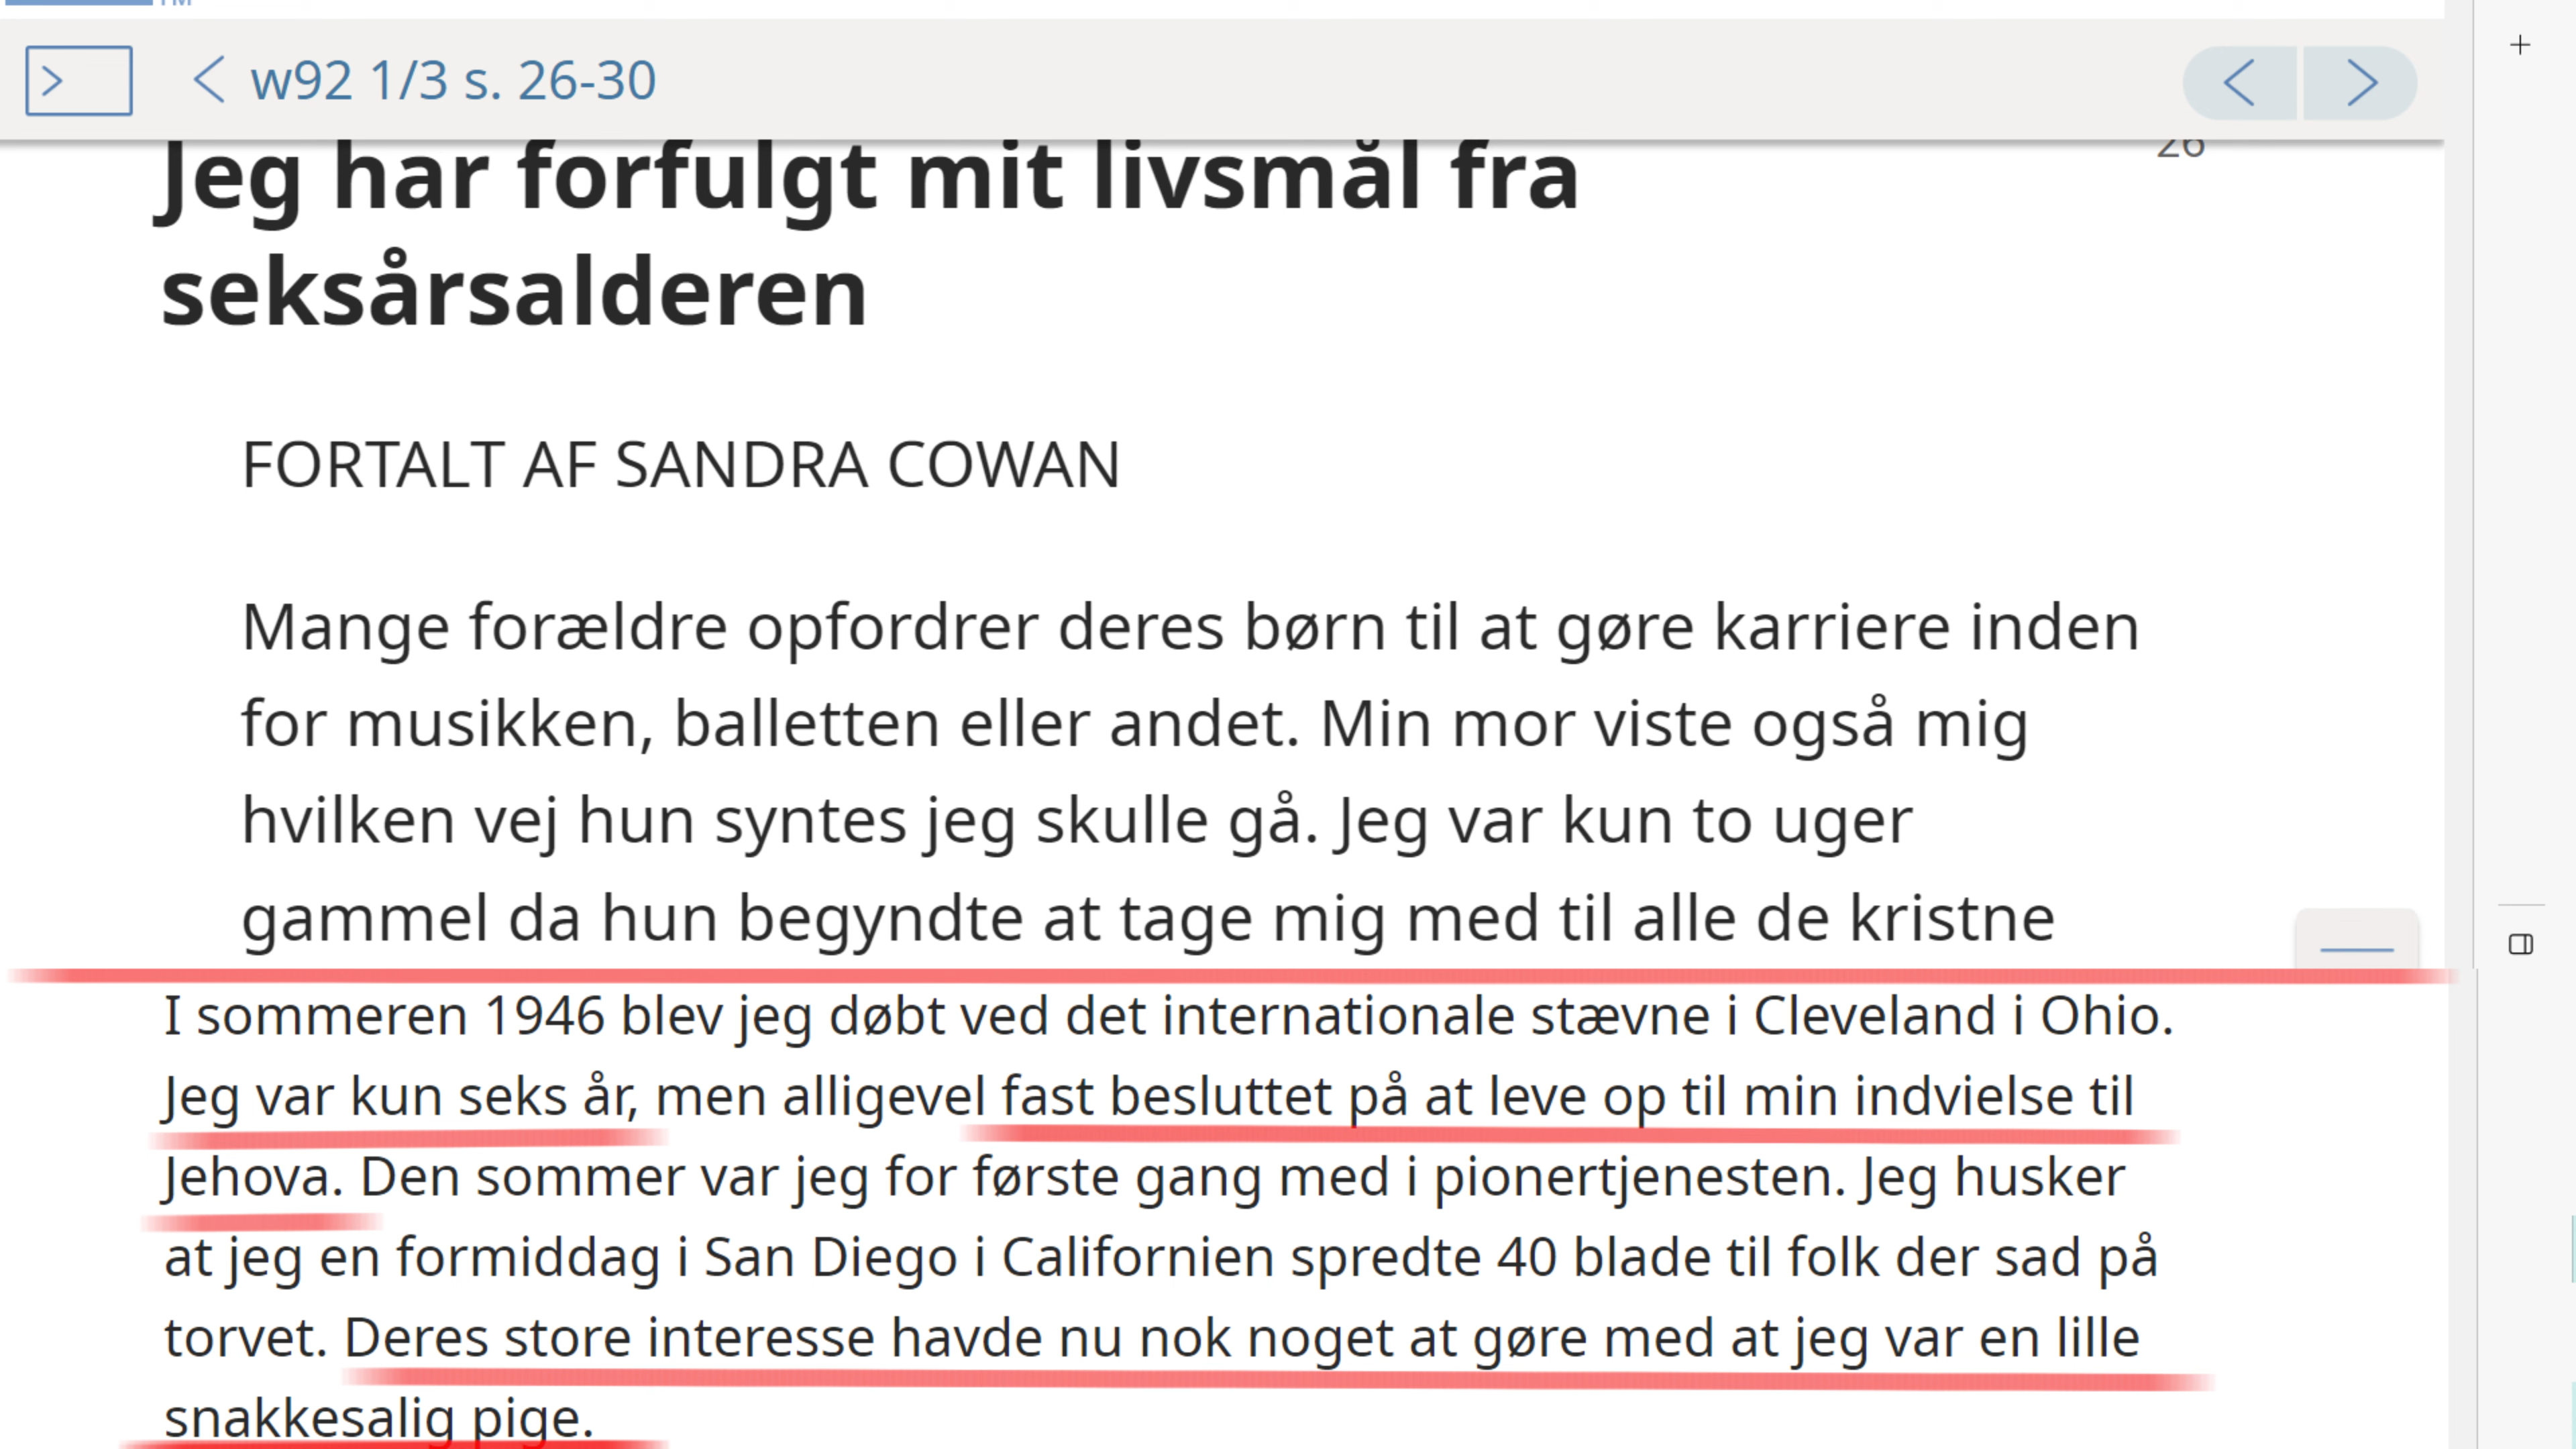 w92 1/3 s. 26-30
Jeg har forfulgt mit livsmål fra
26
seksårsalderen
FORTALT AF SANDRA COWAN
Mange forældre opfordrer deres børn til at gøre karriere inden
for musikken, balletten eller andet. Min mor viste også mig
hvilken vej hun syntes jeg skulle gå. Jeg var kun to uger
gammel da hun begyndte at tage mig med til alle de kristne
I sommeren 1946 blev jeg døbt ved det internationale stævne i Cleveland i Ohio.
Jeg var kun seks år, men alligevel fast besluttet på at leve op til min indvielse til
Jehova. Den sommer var jeg for første gang med i pionertjenesten. Jeg husker
at jeg en formiddag i San Diego i Californien spredte 40 blade til folk der sad på
torvet. Deres store interesse havde nu nok noget at gøre med at jeg var en lille
snakkesalig pige.